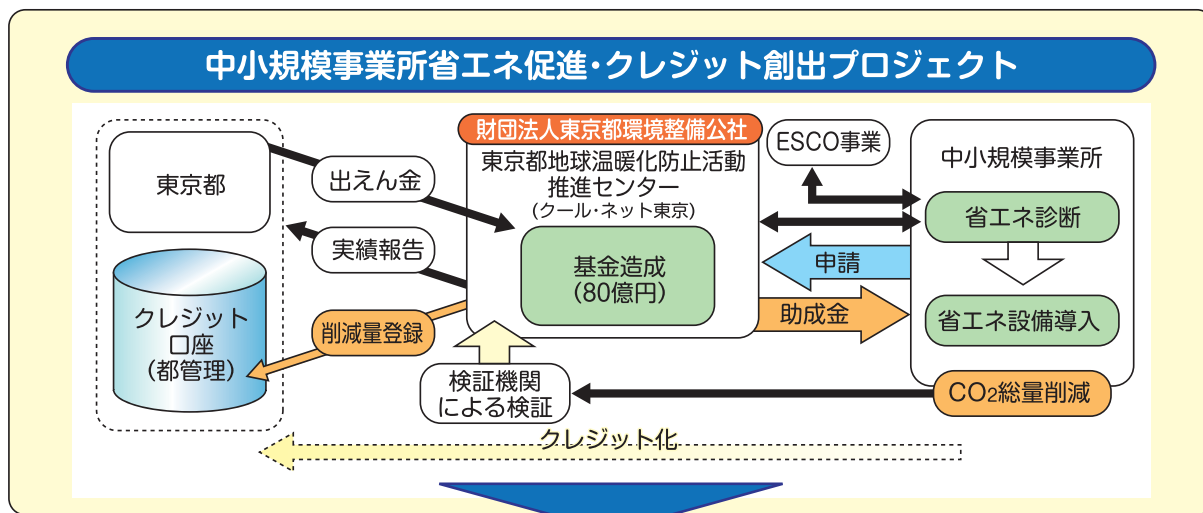 中小規模事業所省エネ促進・クレジット創出プロジェクト
東京都
出えん金
実績報告
クレジット
口座
(都管理)
削減量登録
財団法人東京都環境整備公社
東京都地球温暖化防止活動
推進センター
(クール・ネット東京)
基金造成
(80億円)
検証機関
による検証
ESCO事業
申請
助成金
中小規模事業所
省エネ診断
省エネ設備導入
CO2総量削減
クレジット化